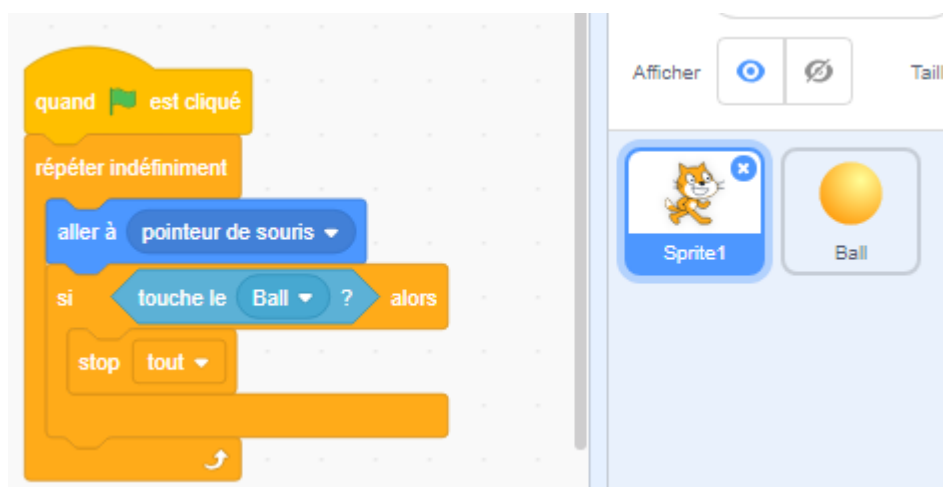 quand est cliqué
répéter indéfiniment
aller à pointeur de souris
si touche le Ball ? alors
stop tout
Afficher
Sprite1
Ball